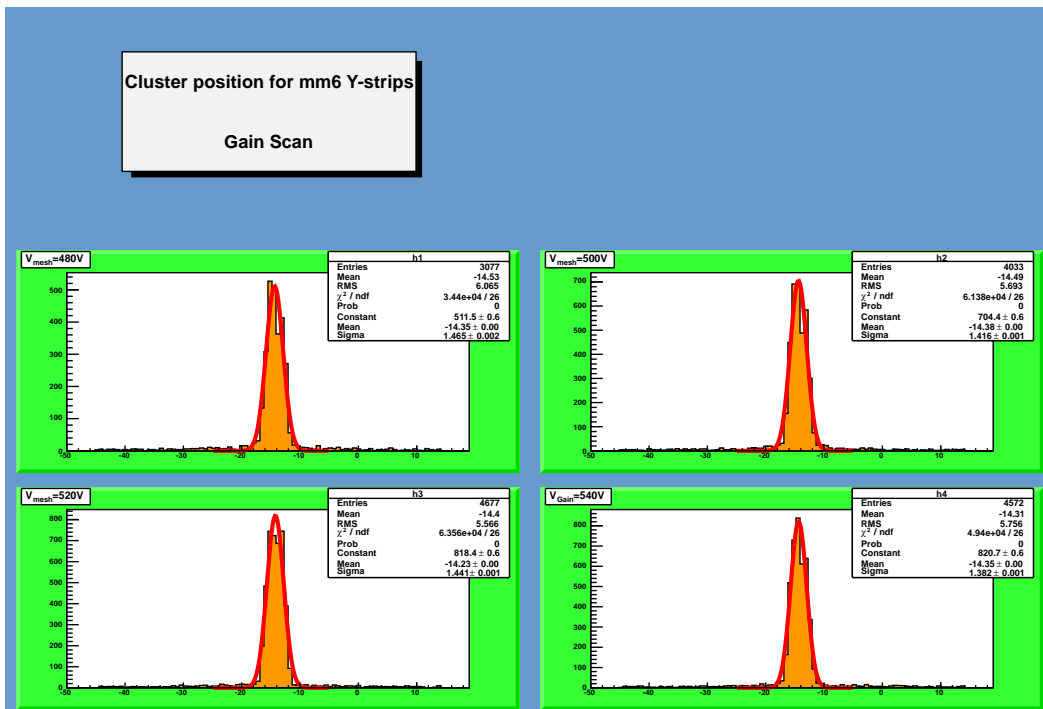 Cluster position for mm6 Y-strips
Gain Scan
V_mesh=480V
h1
Entries 3077
Mean -14.53
RMS 6.065
χ² / ndf 3.44e+04 / 26
Prob 0
Constant 511.5 ± 0.6
Mean -14.35 ± 0.00
Sigma 1.465 ± 0.002
500
400
300
200
100
0
-50 -40 -30 -20 -10 0 10
V_mesh=500V
h2
Entries 4033
Mean -14.49
RMS 5.693
χ² / ndf 6.138e+04 / 26
Prob 0
Constant 704.4 ± 0.6
Mean -14.38 ± 0.00
Sigma 1.416 ± 0.001
700
600
500
400
300
200
100
0
-50 -40 -30 -20 -10 0 10
V_mesh=520V
h3
Entries 4677
Mean -14.4
RMS 5.566
χ² / ndf 6.356e+04 / 26
Prob 0
Constant 818.4 ± 0.6
Mean -14.23 ± 0.00
Sigma 1.441 ± 0.001
800
700
600
500
400
300
200
100
0
-50 -40 -30 -20 -10 0 10
V_Gain=540V
h4
Entries 4572
Mean -14.31
RMS 5.756
χ² / ndf 4.94e+04 / 26
Prob 0
Constant 820.7 ± 0.6
Mean -14.35 ± 0.00
Sigma 1.382 ± 0.001
800
700
600
500
400
300
200
100
0
-50 -40 -30 -20 -10 0 10